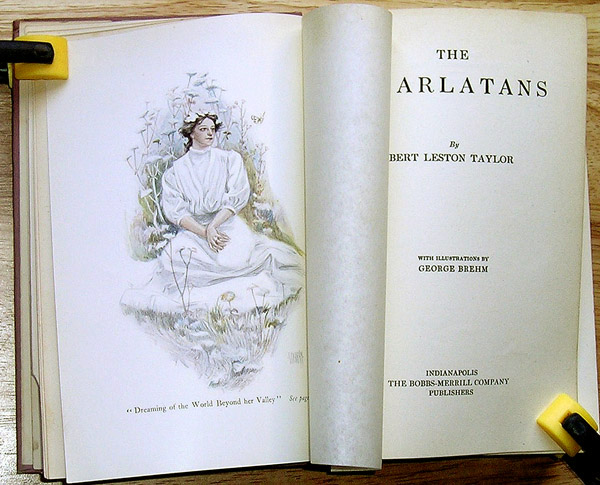 "Dreaming of the World Beyond her Valley" See page
THE
ARLATANS
By
BERT LESTON TAYLOR
WITH ILLUSTRATIONS BY
GEORGE BREHM
INDIANAPOLIS
THE BOBBS-MERRILL COMPANY
PUBLISHERS